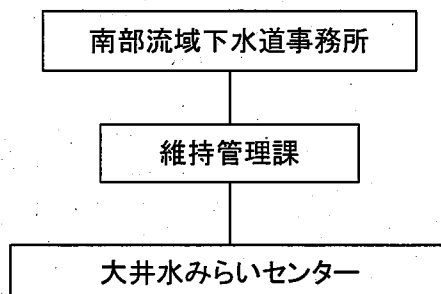 南部流域下水道事務所
維持管理課
大井水みらいセンター